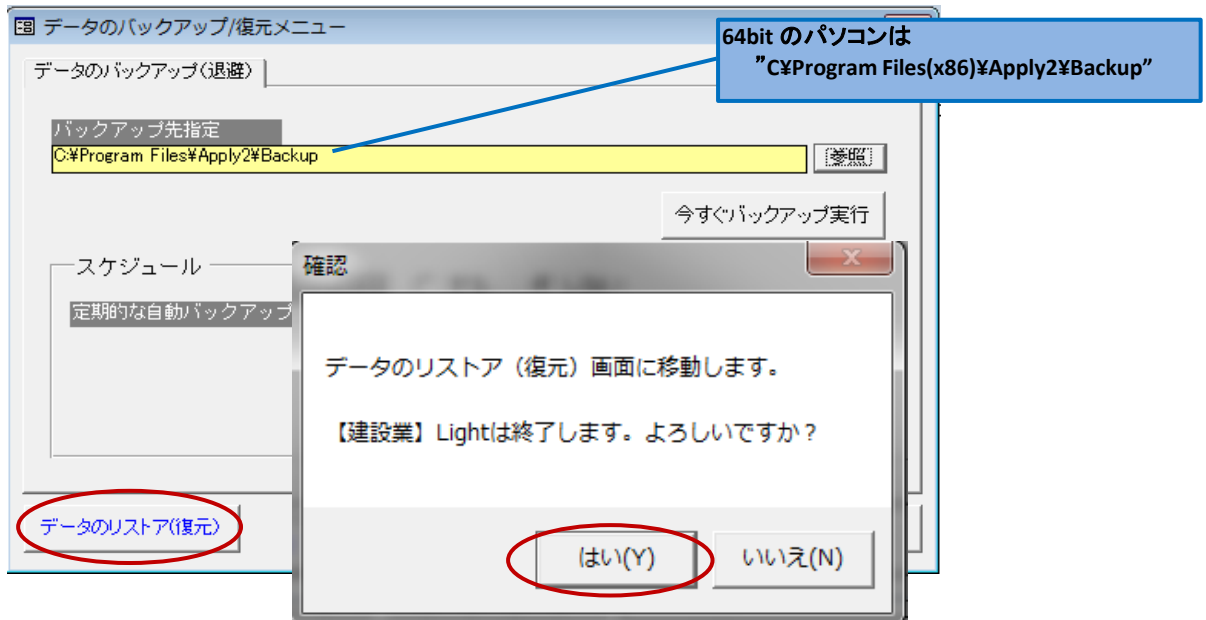 データのバックアップ/復元メニュー
64bit のパソコンは
”C¥Program Files(x86)¥Apply2¥Backup”
データのバックアップ(退避)
バックアップ先指定
C:¥Program Files¥Apply2¥Backup
参照
今すぐバックアップ実行
スケジュール
定期的な自動バックアップ
確認
データのリストア（復元）画面に移動します。
【建設業】Lightは終了します。よろしいですか？
データのリストア(復元)
はい(Y)
いいえ(N)